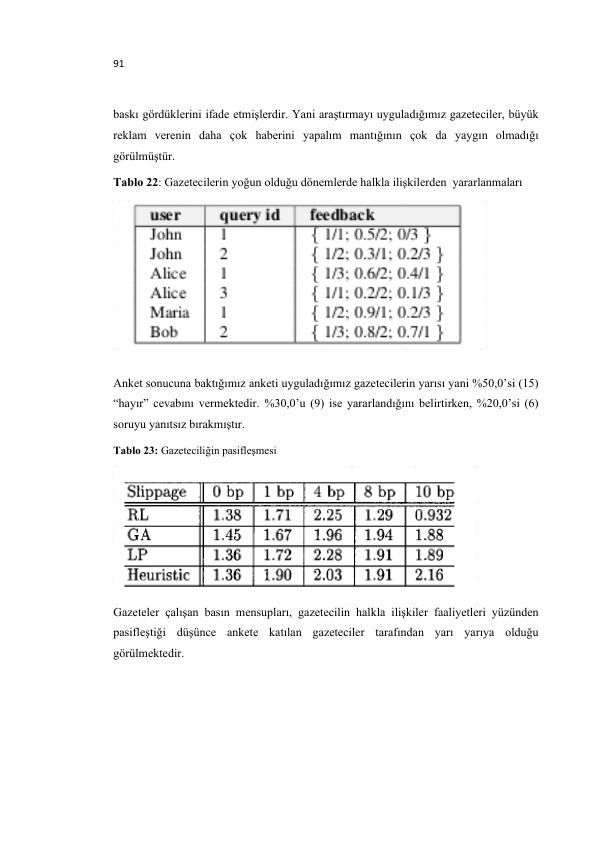 91
baskı gördüklerini ifade etmişlerdir. Yani araştırmayı uyguladığımız gazeteciler, büyük
reklam verenin daha çok haberini yapalım mantığının çok da yaygın olmadığı
görülmüştür.
Tablo 22: Gazetecilerin yoğun olduğu dönemlerde halkla ilişkilerden yararlanmaları
user query id feedback
John 1 { 1/1; 0.5/2; 0/3 }
John 2 { 1/2; 0.3/1; 0.2/3 }
Alice 1 { 1/3; 0.6/2; 0.4/1 }
Alice 3 { 1/1; 0.2/2; 0.1/3 }
Maria 1 { 1/2; 0.9/1; 0.2/3 }
Bob 2 { 1/3; 0.8/2; 0.7/1 }
Anket sonucuna baktığımız anketi uyguladığımız gazetecilerin yarısı yani %50,0’si (15)
“hayır” cevabını vermektedir. %30,0’u (9) ise yararlandığını belirtirken, %20,0’si (6)
soruyu yanıtsız bırakmıştır.
Tablo 23: Gazeteciliğin pasifleşmesi
Slippage 0 bp 1 bp 4 bp 8 bp 10 bp
RL 1.38 1.71 2.25 1.29 0.932
GA 1.45 1.67 1.96 1.94 1.88
LP 1.36 1.72 2.28 1.91 1.89
Heuristic 1.36 1.90 2.03 1.91 2.16
Gazeteler çalışan basın mensupları, gazetecilin halkla ilişkiler faaliyetleri yüzünden
pasifleştiği düşünce ankete katılan gazeteciler tarafından yarı yarıya olduğu
görülmektedir.